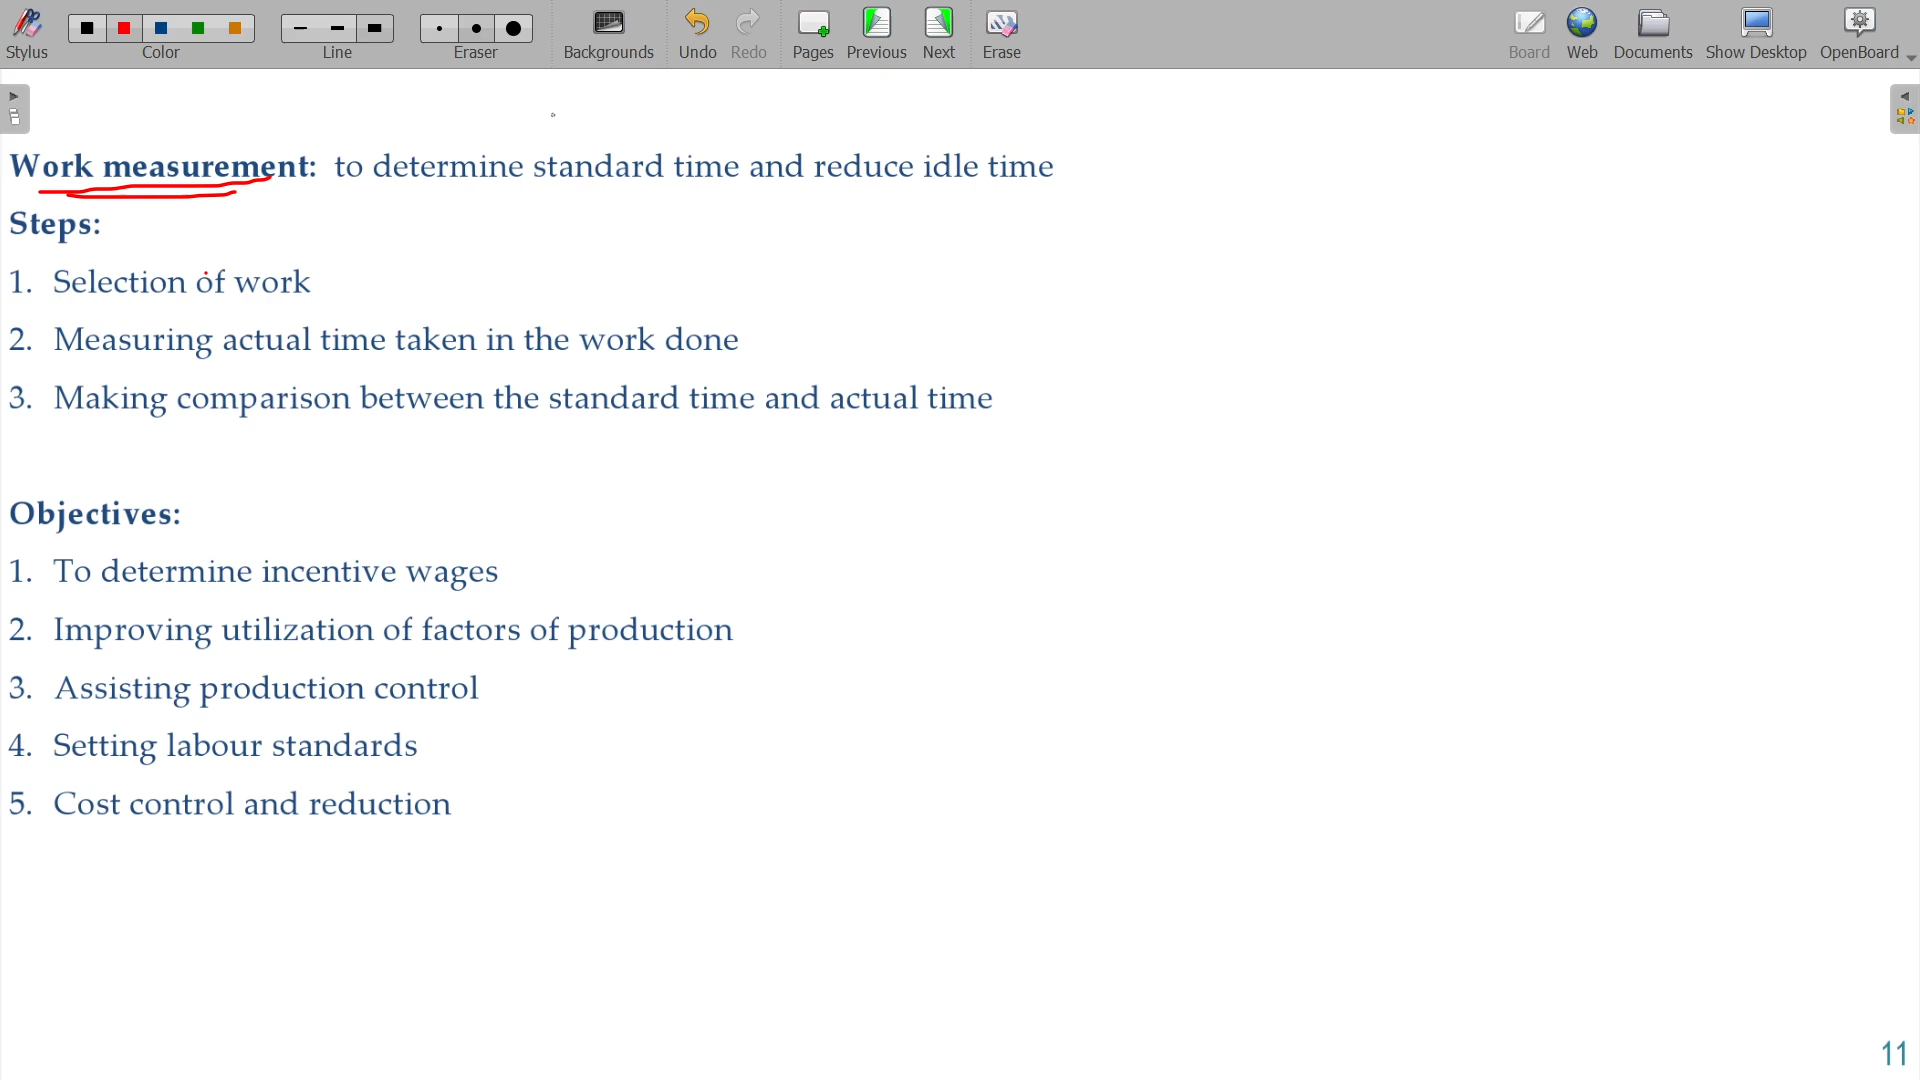 Stylus Color Line Eraser Backgrounds Undo Redo Pages Previous Next Erase Board Web Documents Show Desktop OpenBoard
Work measurement: to determine standard time and reduce idle time
Steps:
1. Selection of work
2. Measuring actual time taken in the work done
3. Making comparison between the standard time and actual time
Objectives:
1. To determine incentive wages
2. Improving utilization of factors of production
3. Assisting production control
4. Setting labour standards
5. Cost control and reduction
11